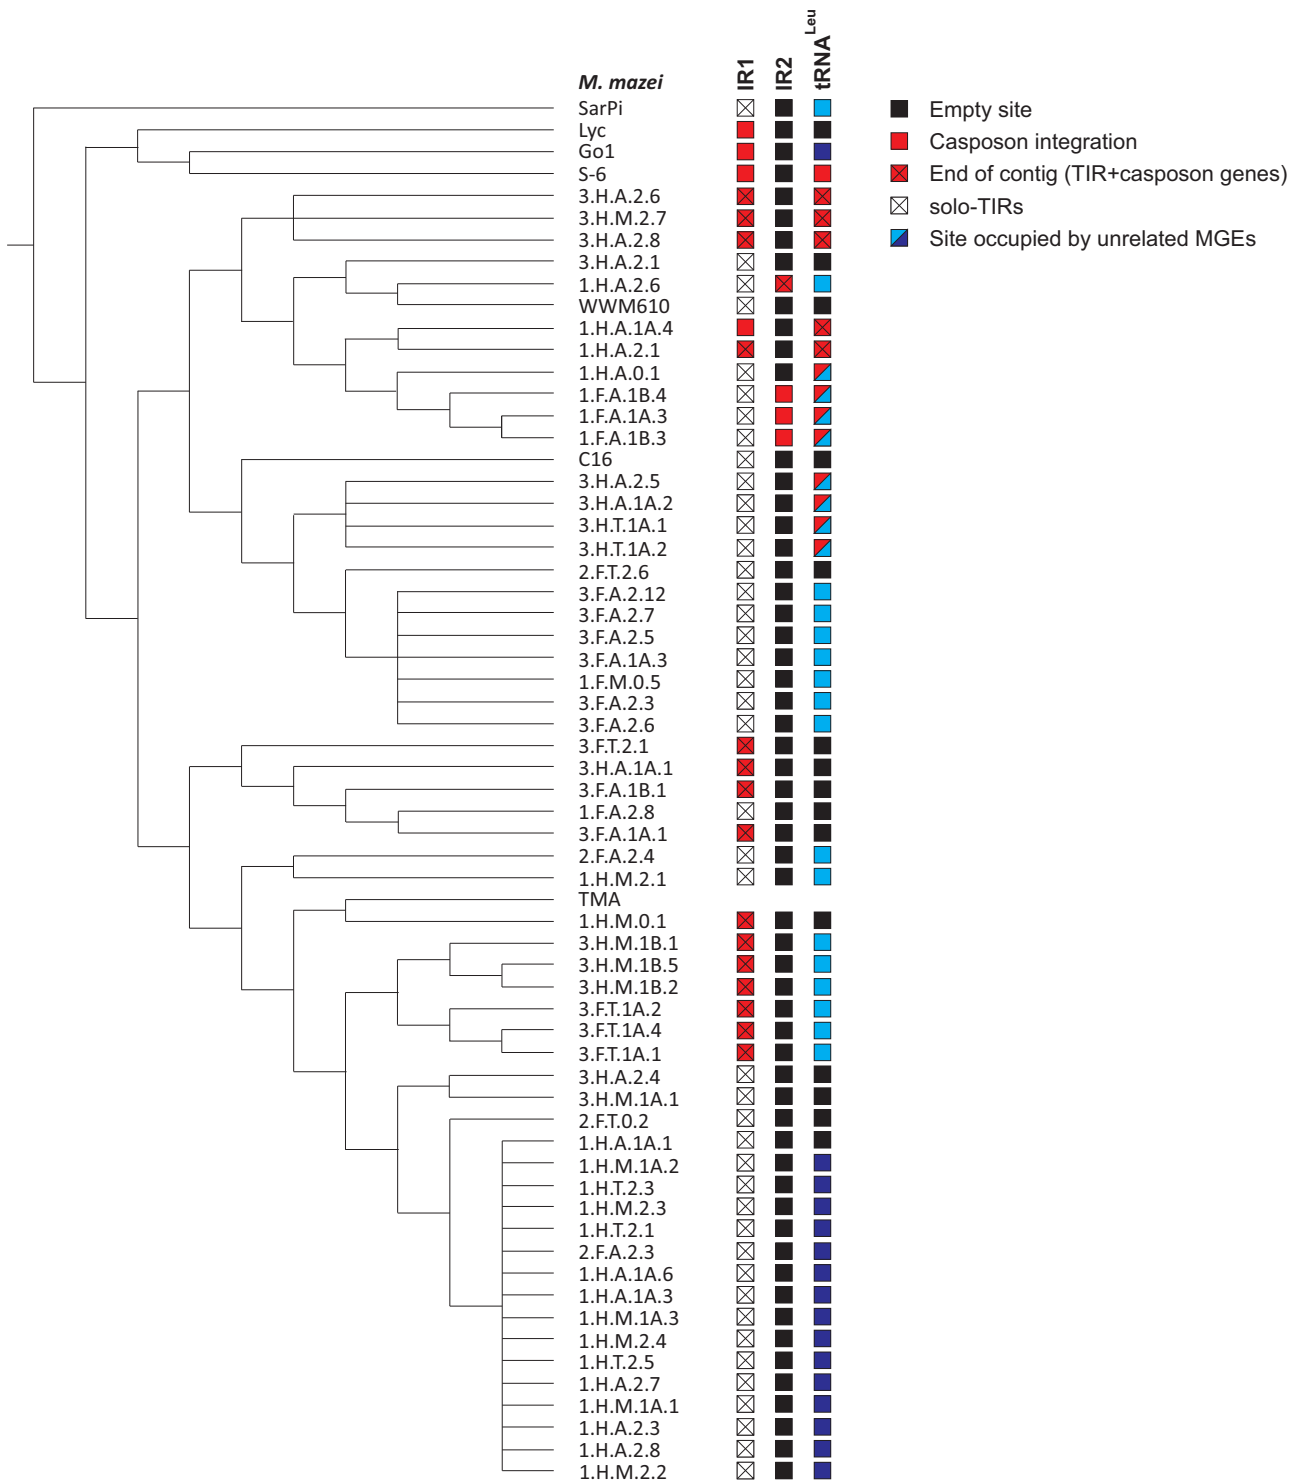 M. mazei IR1 IR2 tRNA^Leu
SarPi
Lyc
Go1
S-6
3.H.A.2.6
3.H.M.2.7
3.H.A.2.8
3.H.A.2.1
1.H.A.2.6
WWM610
1.H.A.1A.4
1.H.A.2.1
1.H.A.0.1
1.F.A.1B.4
1.F.A.1A.3
1.F.A.1B.3
C16
3.H.A.2.5
3.H.A.1A.2
3.H.T.1A.1
3.H.T.1A.2
2.F.T.2.6
3.F.A.2.12
3.F.A.2.7
3.F.A.2.5
3.F.A.1A.3
1.F.M.0.5
3.F.A.2.3
3.F.A.2.6
3.F.T.2.1
3.H.A.1A.1
3.F.A.1B.1
1.F.A.2.8
3.F.A.1A.1
2.F.A.2.4
1.H.M.2.1
TMA
1.H.M.0.1
3.H.M.1B.1
3.H.M.1B.5
3.H.M.1B.2
3.F.T.1A.2
3.F.T.1A.4
3.F.T.1A.1
3.H.A.2.4
3.H.M.1A.1
2.F.T.0.2
1.H.A.1A.1
1.H.M.1A.2
1.H.T.2.3
1.H.M.2.3
1.H.T.2.1
2.F.A.2.3
1.H.A.1A.6
1.H.A.1A.3
1.H.M.1A.3
1.H.M.2.4
1.H.T.2.5
1.H.A.2.7
1.H.M.1A.1
1.H.A.2.3
1.H.A.2.8
1.H.M.2.2
Empty site
Casposon integration
End of contig (TIR+casposon genes)
solo-TIRs
Site occupied by unrelated MGEs